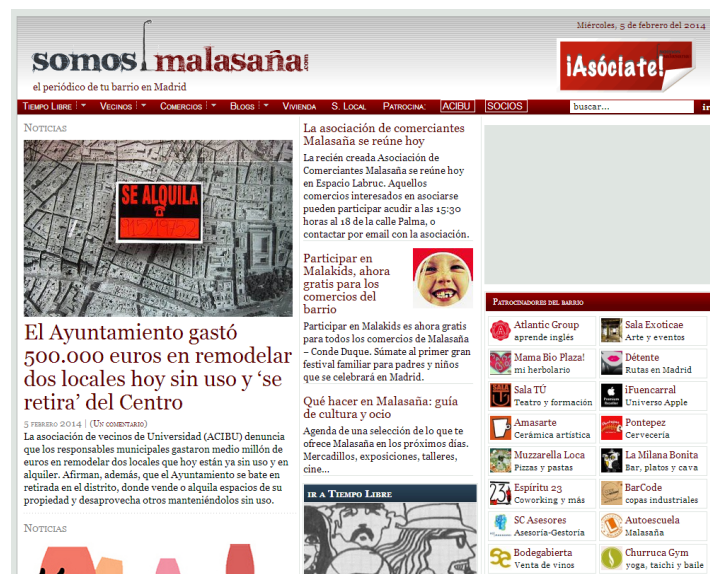 Miércoles, 5 de febrero del 2014
somos malasaña.com
el periódico de tu barrio en Madrid
¡Asóciate!
Tiempo Libre Vecinos Comercios Blogs Vivienda S. Local Patrocina: ACIBU SOCIOS buscar...
Noticias
SE ALQUILA
El Ayuntamiento gastó
500.000 euros en remodelar
dos locales hoy sin uso y ‘se
retira’ del Centro
5 febrero 2014 | (Un comentario)
La asociación de vecinos de Universidad (ACIBU) denuncia
que los responsables municipales gastaron medio millón de
euros en remodelar dos locales que hoy están ya sin uso y en
alquiler. Afirman, además, que el Ayuntamiento se bate en
retirada en el distrito, donde vende o alquila espacios de su
propiedad y desaprovecha otros manteniéndolos sin uso.
Noticias
La asociación de comerciantes
Malasaña se reúne hoy
La recién creada Asociación de
Comerciantes Malasaña se reúne hoy
en Espacio Labruc. Aquellos
comercios interesados en asociarse
pueden participar acudir a las 15:30
horas al 18 de la calle Palma, o
contactar por email con la asociación.
Participar en
Malakids, ahora
gratis para los
comercios del
barrio
Participar en Malakids es ahora gratis
para todos los comercios de Malasaña
– Conde Duque. Súmate al primer gran
festival familiar para padres y niños
que se celebrará en Madrid.
Qué hacer en Malasaña: guía
de cultura y ocio
Agenda de una selección de lo que te
ofrece Malasaña en los próximos días.
Mercadillos, exposiciones, talleres,
cine...
ir a Tiempo Libre
Patrocinadores del barrio
Atlantic Group
aprende inglés
Sala Exoticae
Arte y eventos
Mama Bio Plaza!
mi herbolario
Détente
Rutas en Madrid
Sala TÚ
Teatro y formación
iFuencarral
Universo Apple
Amasarte
Cerámica artística
Pontepez
Cervecería
Muzzarella Loca
Pizzas y pastas
La Milana Bonita
Bar, platos y cava
Espíritu 23
Coworking y más
BarCode
copas industriales
SC Asesores
Asesoría-Gestoría
Autoescuela
Malasaña
Bodegabierta
Venta de vinos
Churruca Gym
yoga, taichi y baile